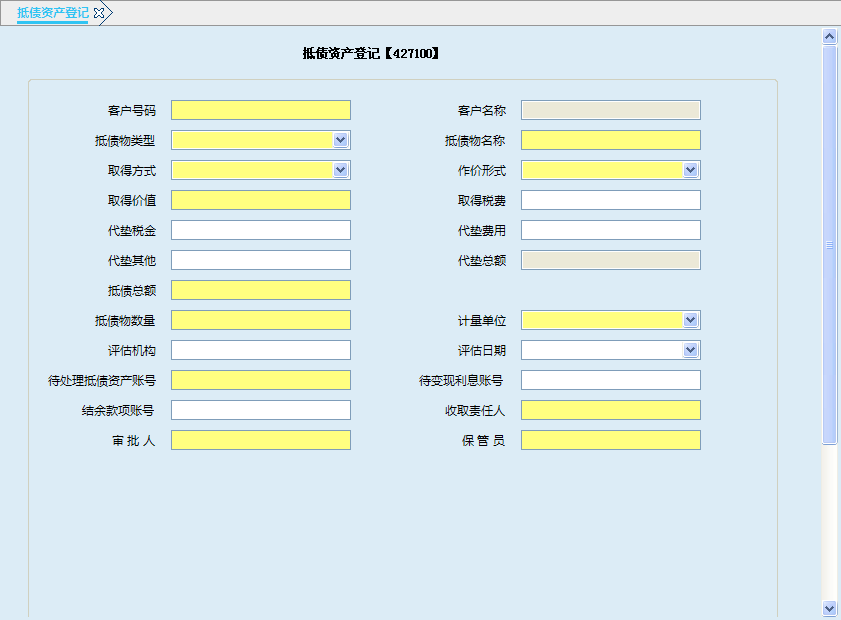 抵债资产登记
抵债资产登记【427100】
客户号码 客户名称
抵债物类型 抵债物名称
取得方式 作价形式
取得价值 取得税费
代垫税金 代垫费用
代垫其他 代垫总额
抵债总额
抵债物数量 计量单位
评估机构 评估日期
待处理抵债资产账号 待变现利息账号
结余款项账号 收取责任人
审 批 人 保 管 员